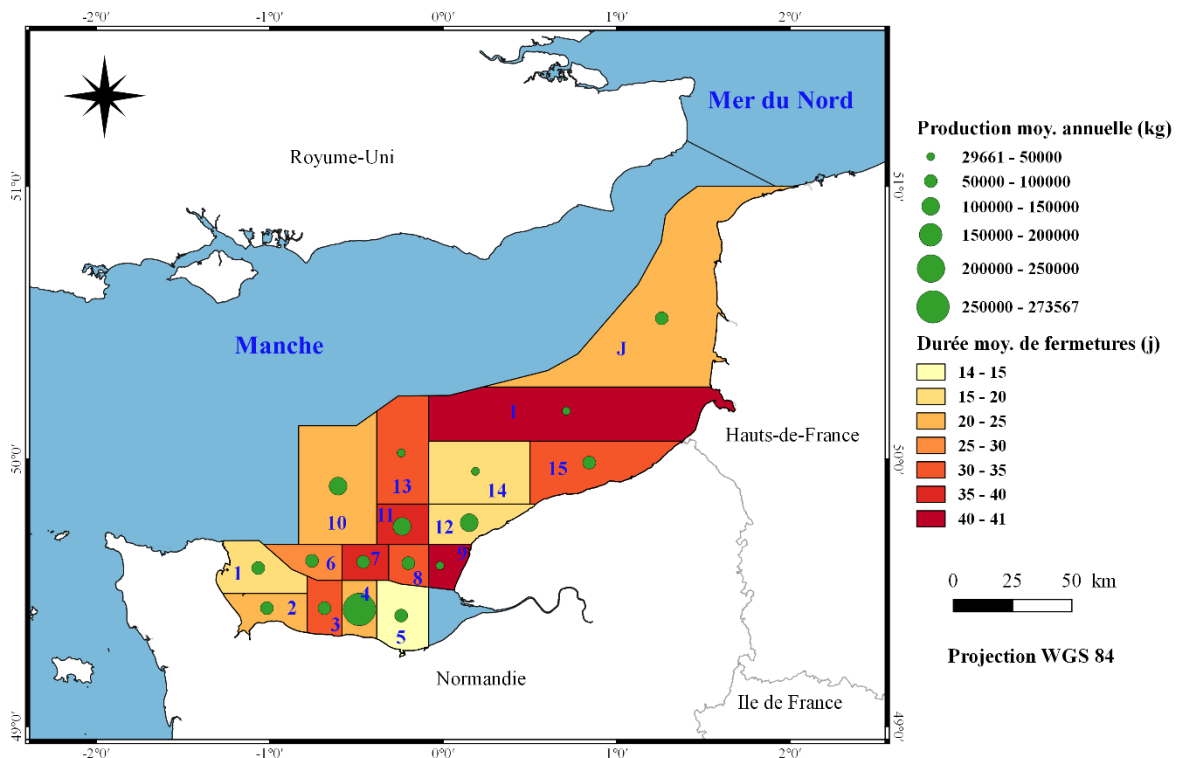 -2°0′ -1°0′ 0°0′ 1°0′ 2°0′
Mer du Nord
Royume-Uni
51°0′ 51°0′
Manche
J
I
Hauts-de-France
50°0′ 50°0′
13
15
14
10
11
12
9
7
6
8
1
4
2
3
5
Normandie
Ile de France
49°0′ 49°0′
-2°0′ -1°0′ 0°0′ 1°0′ 2°0′
Production moy. annuelle (kg)
29661 - 50000
50000 - 100000
100000 - 150000
150000 - 200000
200000 - 250000
250000 - 273567
Durée moy. de fermetures (j)
14 - 15
15 - 20
20 - 25
25 - 30
30 - 35
35 - 40
40 - 41
0 25 50 km
Projection WGS 84